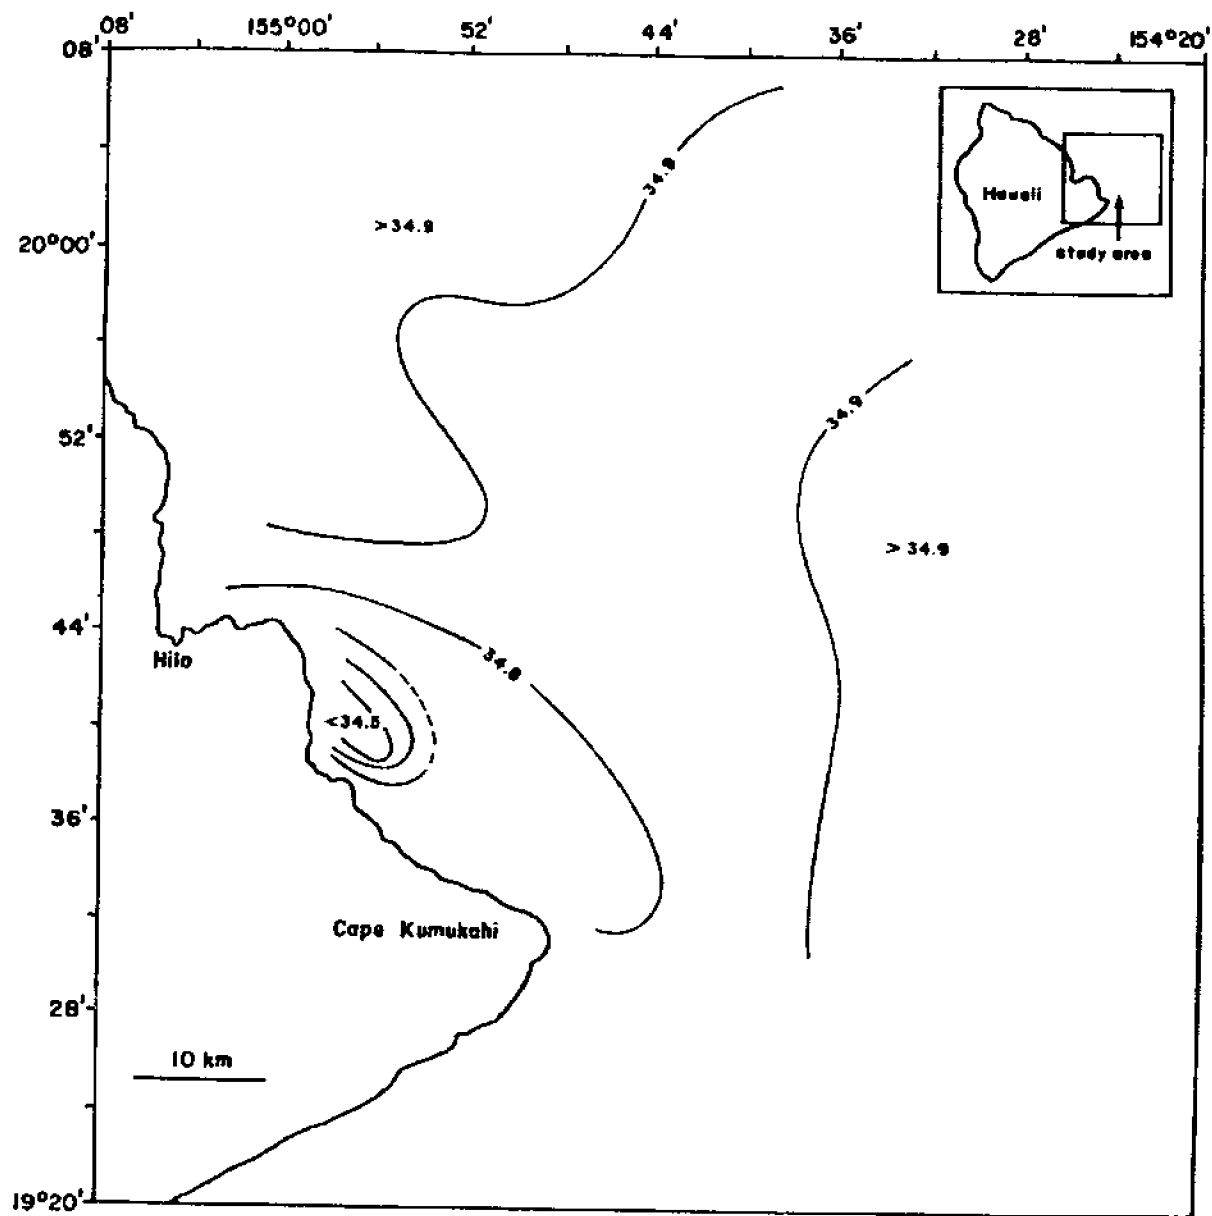 08' 155°00' 52' 44' 36' 28' 154°20'
08'
34.9
Hawaii
>34.9
20°00'
study area
34.9
52'
> 34.9
44'
Hilo
34.8
<34.5
36'
Cape Kumukahi
28'
10 km
19°20'